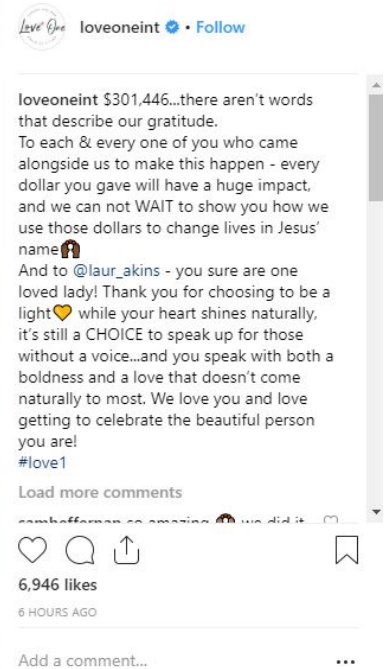 Love One
loveoneint • Follow
loveoneint $301,446...there aren't words
that describe our gratitude.
To each & every one of you who came
alongside us to make this happen - every
dollar you gave will have a huge impact,
and we can not WAIT to show you how we
use those dollars to change lives in Jesus'
name
And to @laur_akins - you sure are one
loved lady! Thank you for choosing to be a
light💛 while your heart shines naturally,
it's still a CHOICE to speak up for those
without a voice...and you speak with both a
boldness and a love that doesn't come
naturally to most. We love you and love
getting to celebrate the beautiful person
you are!
#love1
Load more comments
samheffernan so amazing we did it
6,946 likes
6 HOURS AGO
Add a comment...